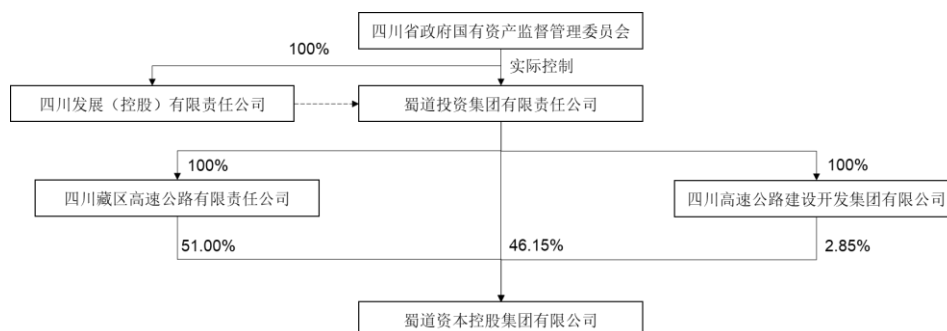 四川省政府国有资产监督管理委员会
100%
实际控制
四川发展（控股）有限责任公司
蜀道投资集团有限责任公司
100%
100%
四川藏区高速公路有限责任公司
四川高速公路建设开发集团有限公司
51.00%
46.15%
2.85%
蜀道资本控股集团有限公司